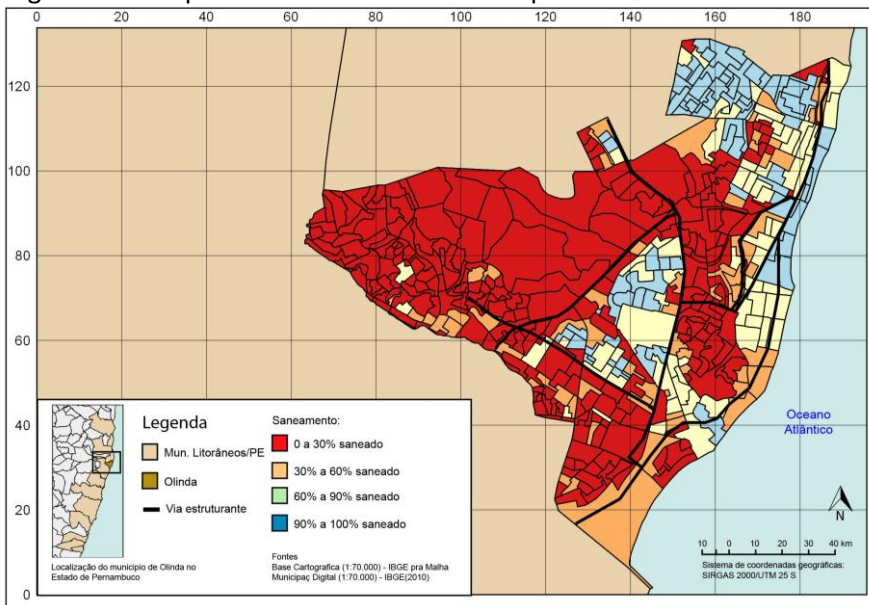 0 20 40 60 80 100 120 140 160 180
120
100
80
60
40
20
0
Oceano
Atlântico
Legenda
Mun. Litorâneos/PE
Olinda
Via estruturante
Saneamento:
0 a 30% saneado
30% a 60% saneado
60% a 90% saneado
90% a 100% saneado
Fontes
Base Cartografica (1:70.000) - IBGE pra Malha
Municipaç Digital (1:70.000) - IBGE(2010)
Localização do municipio de Olinda no
Estado de Pernambuco
N
10 0 10 20 30 40 km
Sistema de coordenadas geográficas:
SIRGAS 2000/UTM 25 S